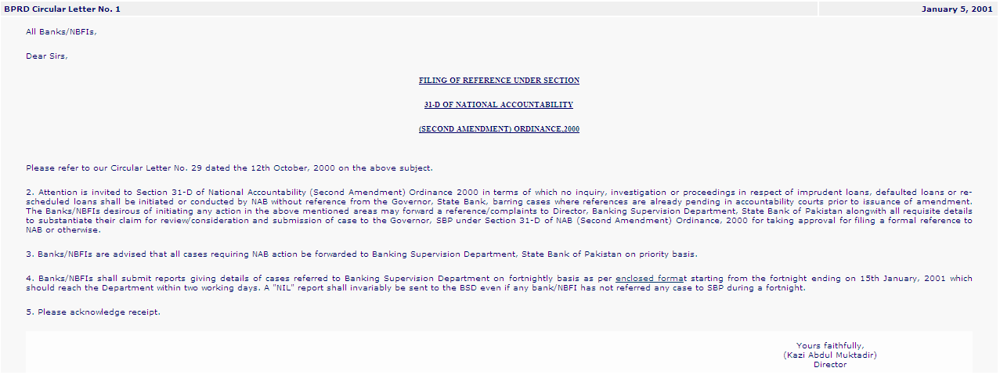 BPRD Circular Letter No. 1
January 5, 2001
All Banks/NBFIs,
Dear Sirs,
FILING OF REFERENCE UNDER SECTION
31-D OF NATIONAL ACCOUNTABILITY
(SECOND AMENDMENT) ORDINANCE,2000
Please refer to our Circular Letter No. 29 dated the 12th October, 2000 on the above subject.
2. Attention is invited to Section 31-D of National Accountability (Second Amendment) Ordinance 2000 in terms of which no inquiry, investigation or proceedings in respect of imprudent loans, defaulted loans or re-
scheduled loans shall be initiated or conducted by NAB without reference from the Governor, State Bank, barring cases where references are already pending in accountability courts prior to issuance of amendment.
The Banks/NBFIs desirous of initiating any action in the above mentioned areas may forward a reference/complaints to Director, Banking Supervision Department, State Bank of Pakistan alongwith all requisite details
to substantiate their claim for review/consideration and submission of case to the Governor, SBP under Section 31-D of NAB (Second Amendment) Ordinance, 2000 for taking approval for filing a formal reference to
NAB or otherwise.
3. Banks/NBFIs are advised that all cases requiring NAB action be forwarded to Banking Supervision Department, State Bank of Pakistan on priority basis.
4. Banks/NBFIs shall submit reports giving details of cases referred to Banking Supervision Department on fortnightly basis as per enclosed format starting from the fortnight ending on 15th January, 2001 which
should reach the Department within two working days. A "NIL" report shall invariably be sent to the BSD even if any bank/NBFI has not referred any case to SBP during a fortnight.
5. Please acknowledge receipt.
Yours faithfully,
(Kazi Abdul Muktadir)
Director